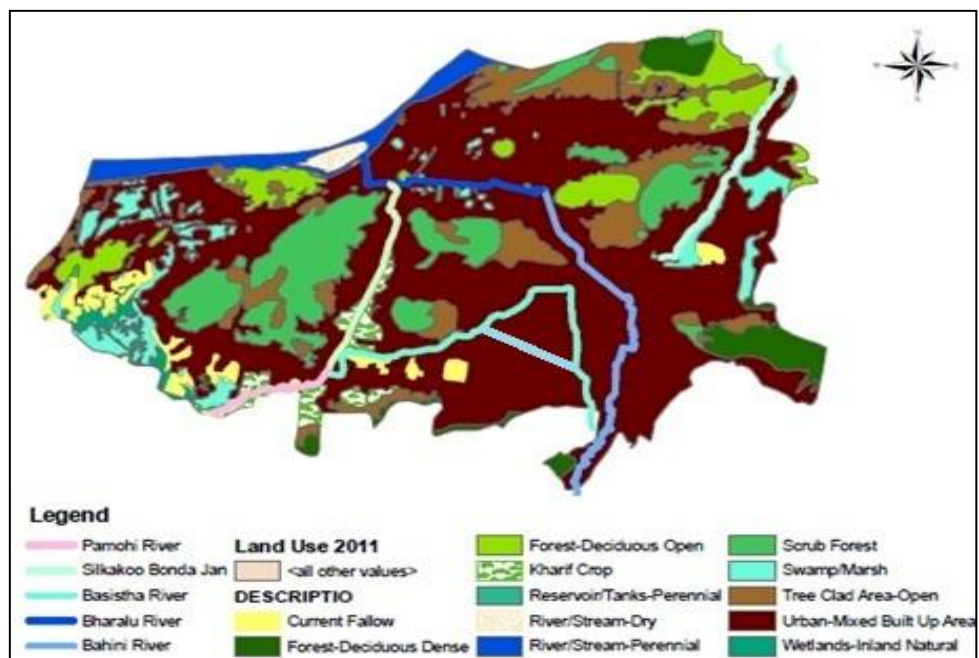 Legend
Pamohi River
Silkakoo Bonda Jan
Basistha River
Bharalu River
Bahini River
Land Use 2011
<all other values>
DESCRIPTIO
Current Fallow
Forest-Deciduous Dense
Forest-Deciduous Open
Kharif Crop
Reservoir/Tanks-Perennial
River/Stream-Dry
River/Stream-Perennial
Scrub Forest
Swamp/Marsh
Tree Clad Area-Open
Urban-Mixed Built Up Area
Wetlands-Inland Natural